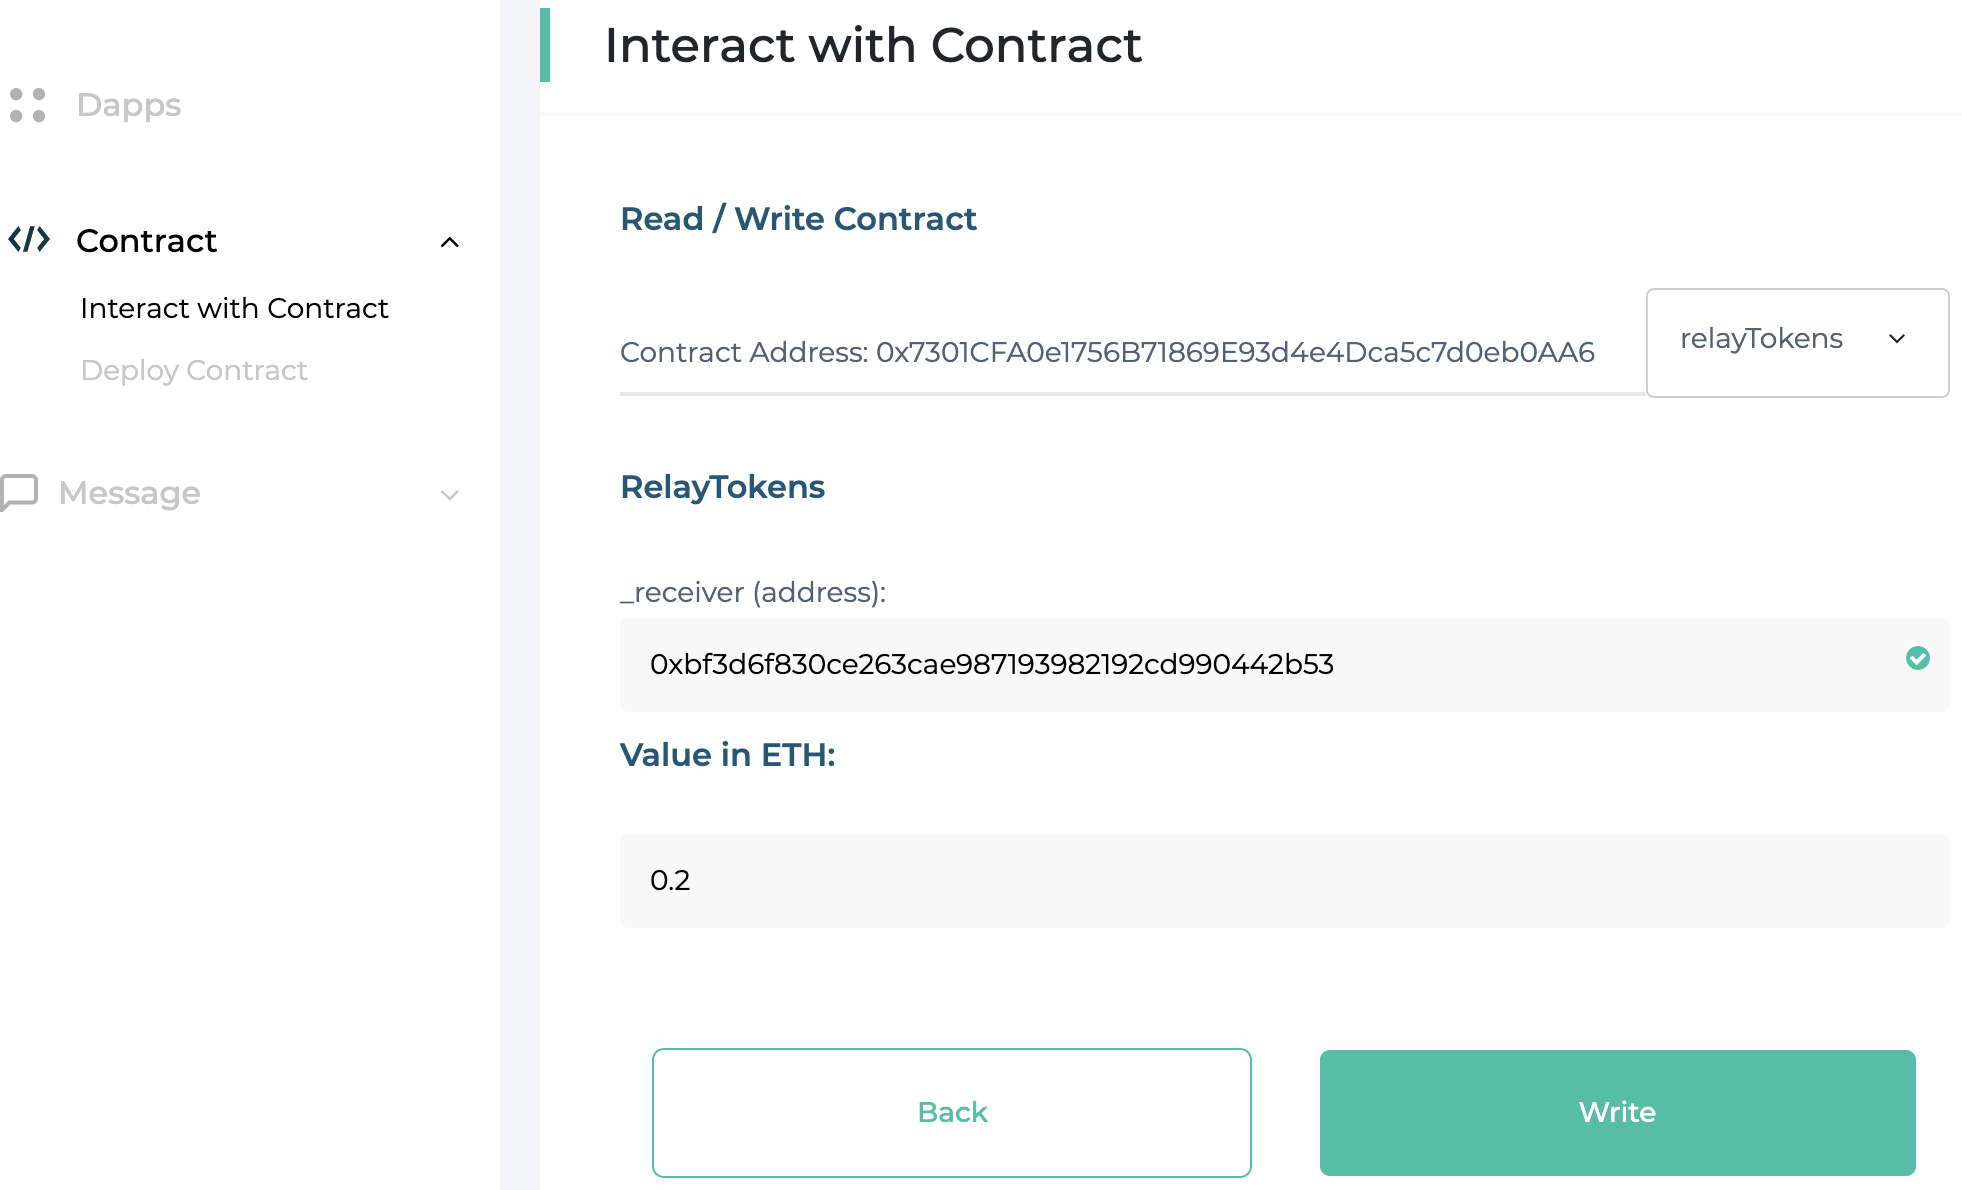 Dapps
Contract
Interact with Contract
Deploy Contract
Message
Interact with Contract
Read / Write Contract
Contract Address: 0x7301CFA0e1756B71869E93d4e4Dca5c7d0eb0AA6
relayTokens
RelayTokens
_receiver (address):
0xbf3d6f830ce263cae987193982192cd990442b53
Value in ETH:
0.2
Back
Write